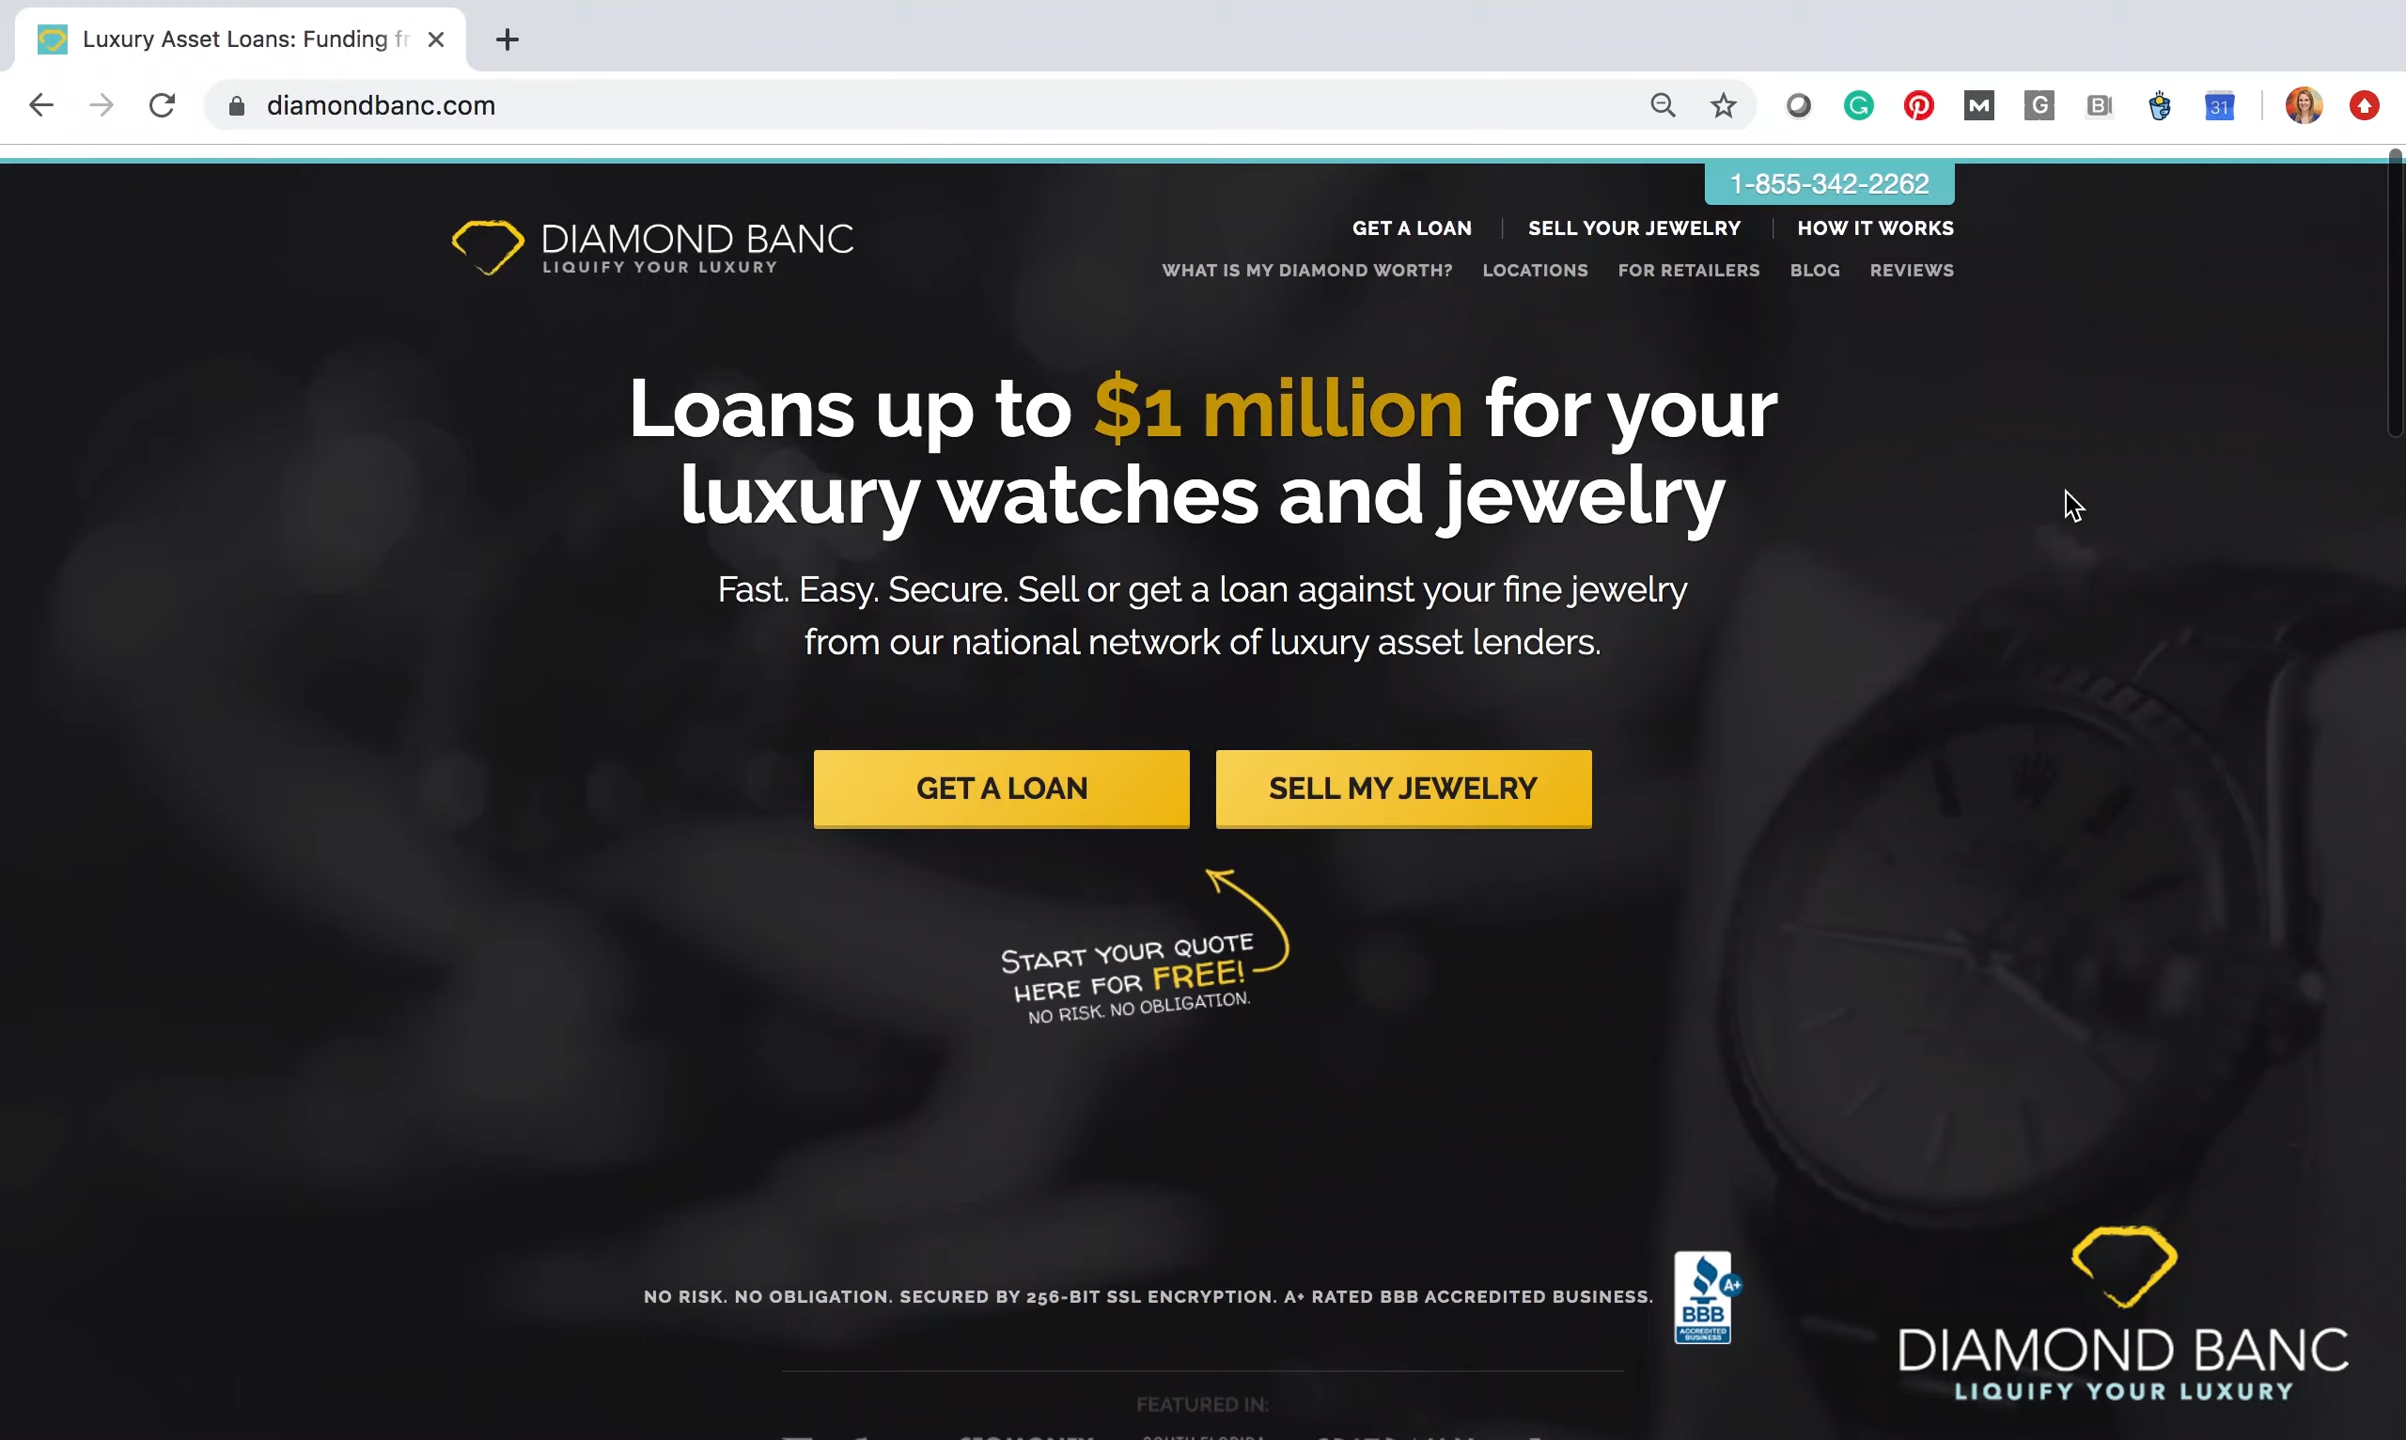 Luxury Asset Loans: Funding fr
diamondbanc.com
31
1-855-342-2262
DIAMOND BANC
LIQUIFY YOUR LUXURY
GET A LOAN
SELL YOUR JEWELRY
HOW IT WORKS
WHAT IS MY DIAMOND WORTH?
LOCATIONS
FOR RETAILERS
BLOG
REVIEWS
Loans up to $1 million for your
luxury watches and jewelry
Fast. Easy. Secure. Sell or get a loan against your fine jewelry
from our national network of luxury asset lenders.
GET A LOAN
SELL MY JEWELRY
START YOUR QUOTE
HERE FOR FREE!
NO RISK. NO OBLIGATION.
NO RISK. NO OBLIGATION. SECURED BY 256-BIT SSL ENCRYPTION. A+ RATED BBB ACCREDITED BUSINESS.
A+
BBB
ACCREDITED
BUSINESS
DIAMOND BANC
LIQUIFY YOUR LUXURY
FEATURED IN: